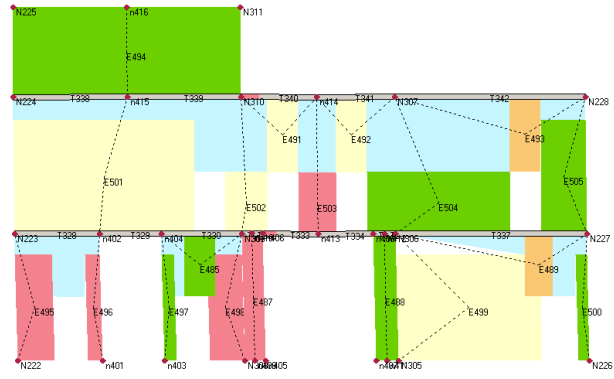 N225 n416 N311
E494
N224 T338 n415 T339 N310 T340 n414 T341 N307 T342 N228
E491 E492 E493
E501 E502 E503 E504 E505
N223 T328 n402 T329 n404 T330 T333 n413 T334 T337 N227
E485 E489
E495 E496 E497 E487 E488 E499 E500
N222 n401 n403 N305 N226